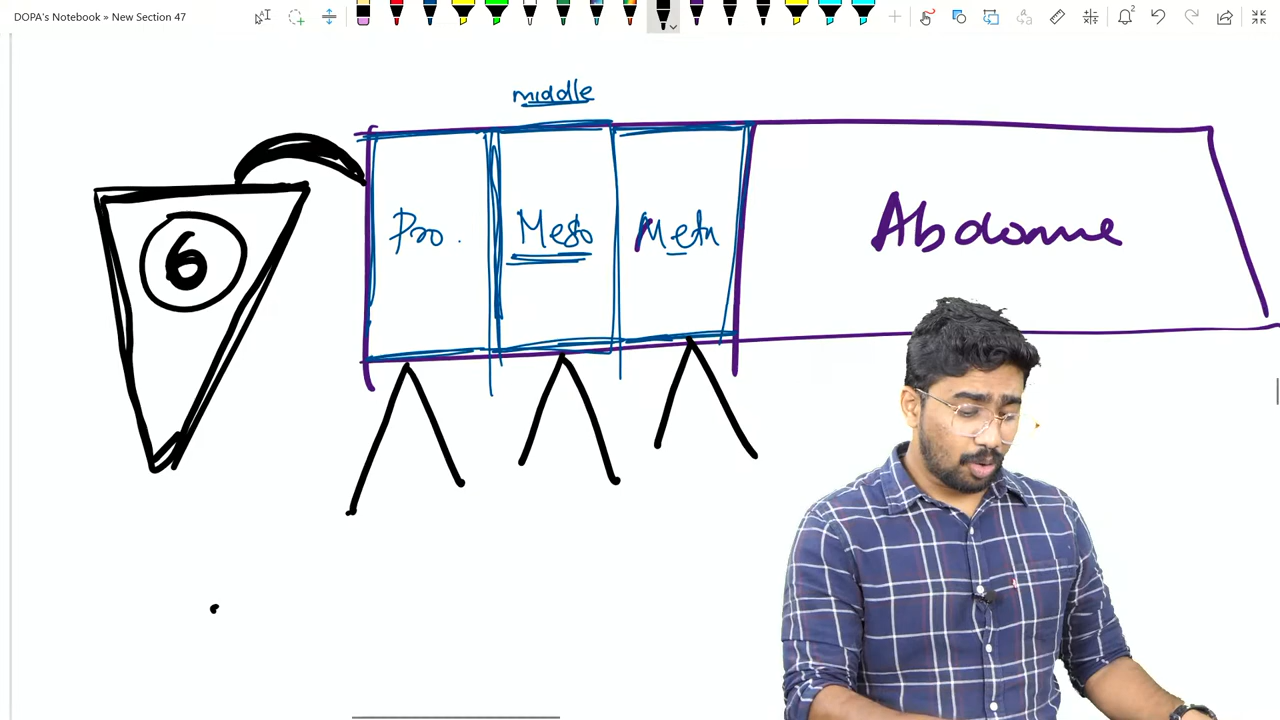 DOPA's Notebook » New Section 47
middle
6
Pro.
Meso
Meta
Abdome